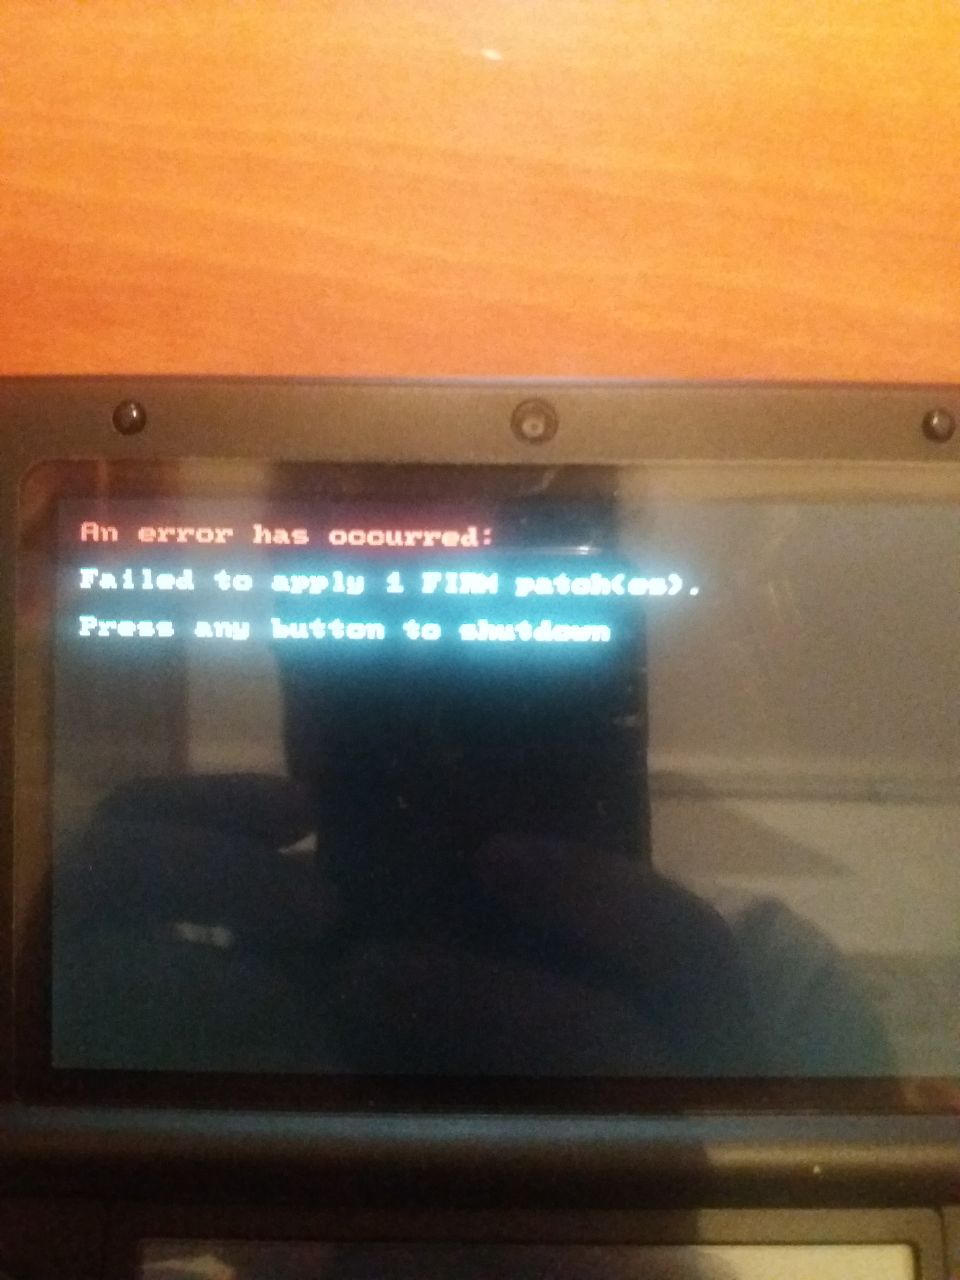 An error has occurred:
Failed to apply 1 FIRM patch(es).
Press any button to shutdown